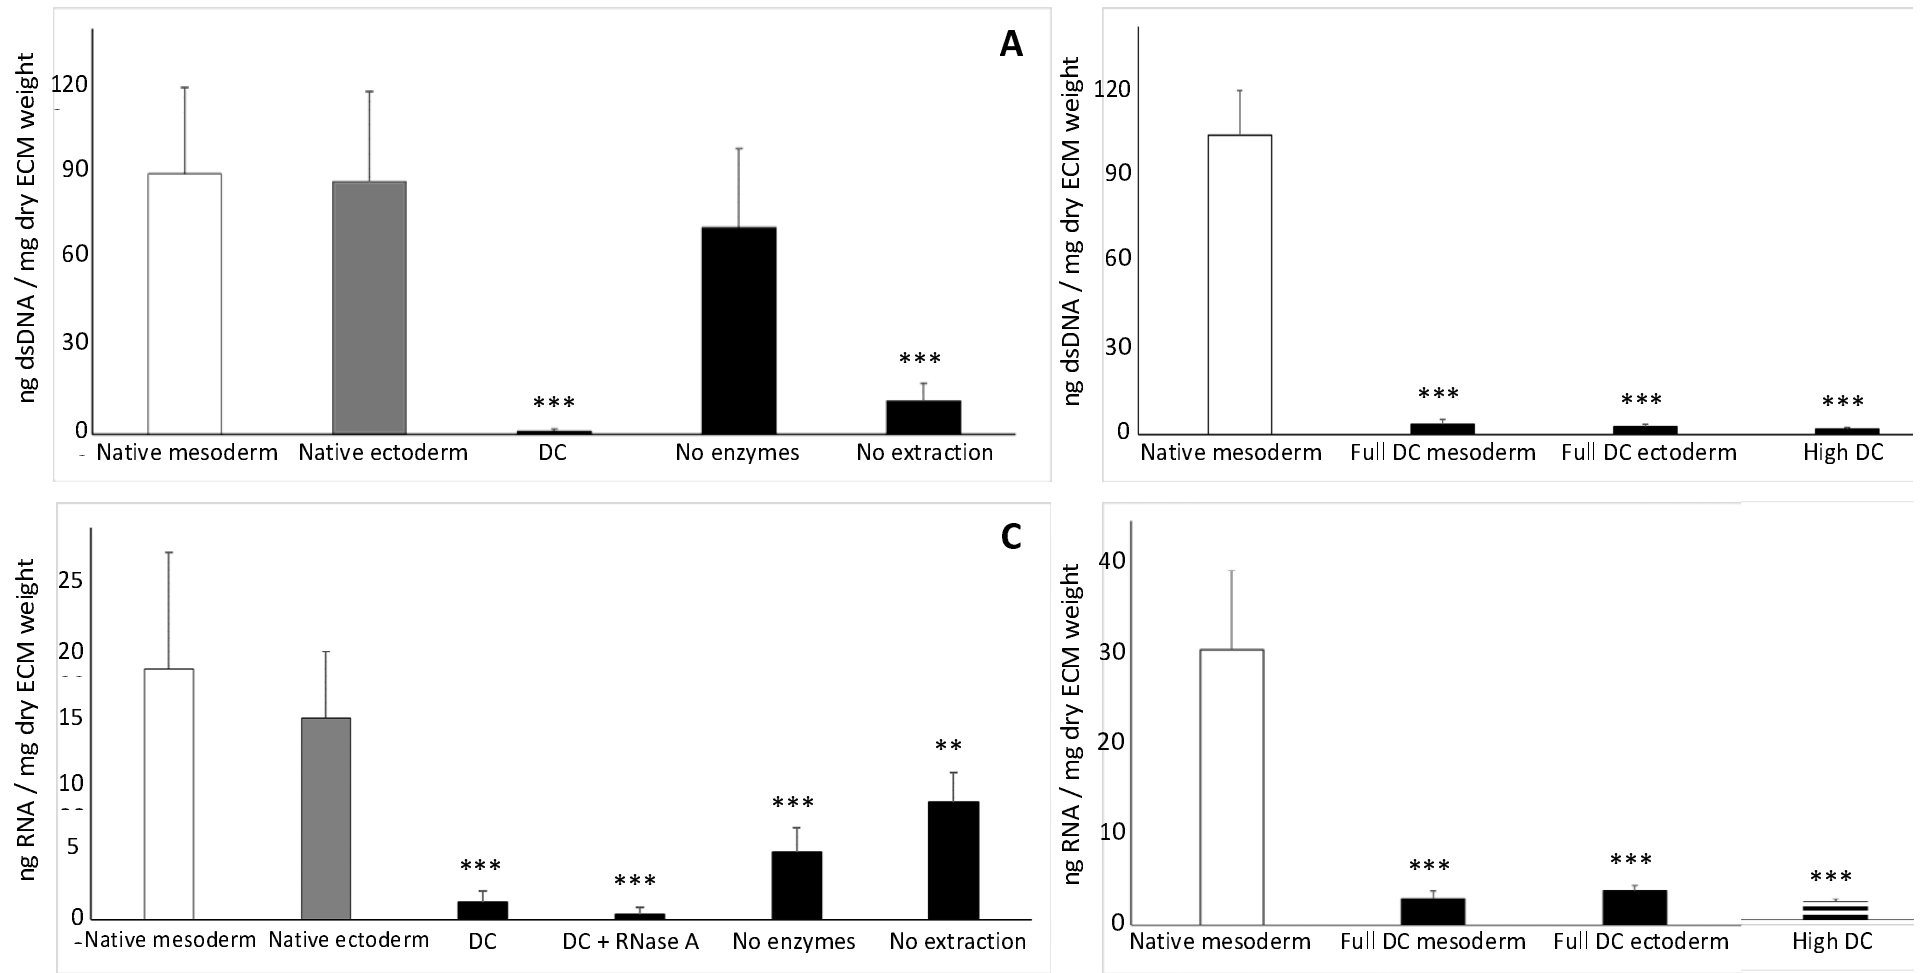 A
ng dsDNA / mg dry ECM weight
120
90
60
30
0
***
***
Native mesoderm Native ectoderm DC No enzymes No extraction
ng dsDNA / mg dry ECM weight
120
90
60
30
0
*** *** ***
Native mesoderm Full DC mesoderm Full DC ectoderm High DC
C
ng RNA / mg dry ECM weight
25
20
15
10
5
0
**
***
***
***
Native mesoderm Native ectoderm DC DC + RNase A No enzymes No extraction
ng RNA / mg dry ECM weight
40
30
20
10
0
*** *** ***
Native mesoderm Full DC mesoderm Full DC ectoderm High DC